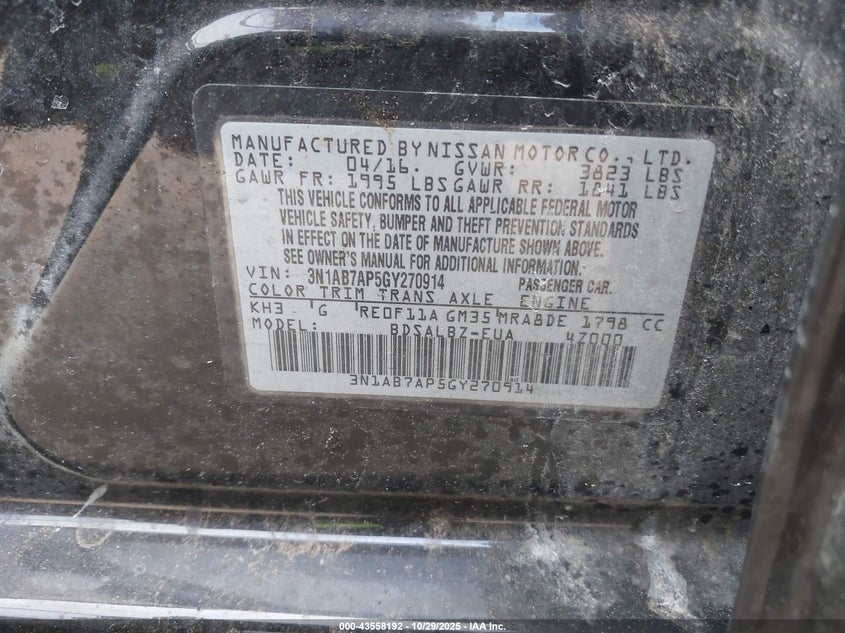 MANUFACTURED BY NISSAN MOTOR CO., LTD.
DATE: 04/16. GVWR: 3823 LBS
GAWR FR: 1995 LBS GAWR RR: 1841 LBS
THIS VEHICLE CONFORMS TO ALL APPLICABLE FEDERAL MOTOR
VEHICLE SAFETY, BUMPER AND THEFT PREVENTION STANDARDS
IN EFFECT ON THE DATE OF MANUFACTURE SHOWN ABOVE.
SEE OWNER'S MANUAL FOR ADDITIONAL INFORMATION.
VIN: 3N1AB7AP5GY270914 PASSENGER CAR.
COLOR TRIM TRANS AXLE ENGINE
KH3 'G 'RE0F11A GM35 MRA8DE 1798 CC
MODEL: BDSALBZ-EUA 47000
3N1AB7AP5GY270914
000-43558192 - 10/29/2025 - IAA Inc.